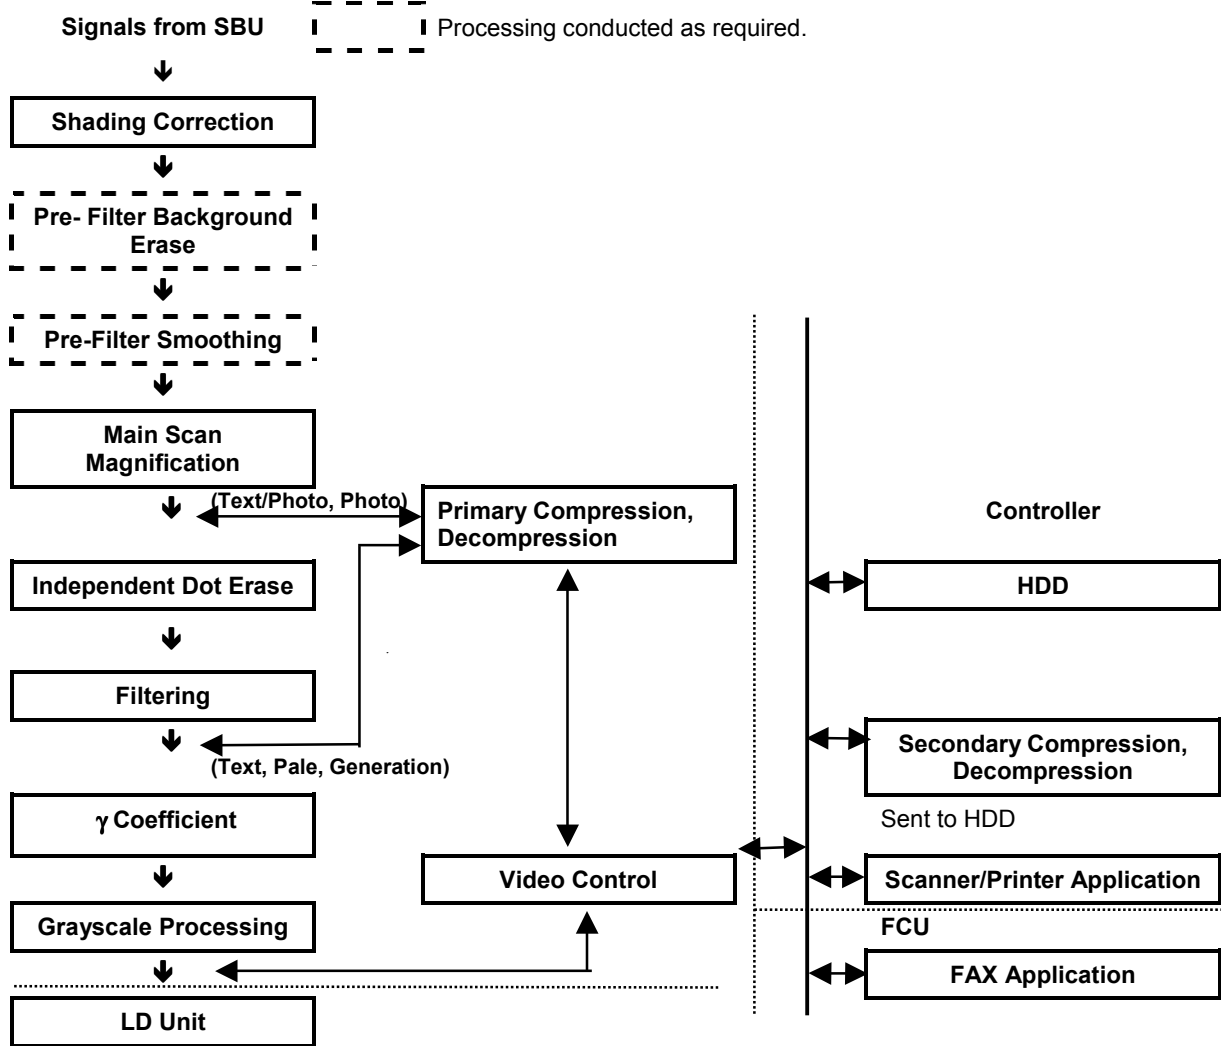 Signals from SBU
Processing conducted as required.
Shading Correction
Pre- Filter Background
Erase
Pre-Filter Smoothing
Main Scan
Magnification
(Text/Photo, Photo)
Primary Compression,
Decompression
Independent Dot Erase
Filtering
(Text, Pale, Generation)
γ Coefficient
Video Control
Grayscale Processing
LD Unit
Controller
HDD
Secondary Compression,
Decompression
Sent to HDD
Scanner/Printer Application
FCU
FAX Application